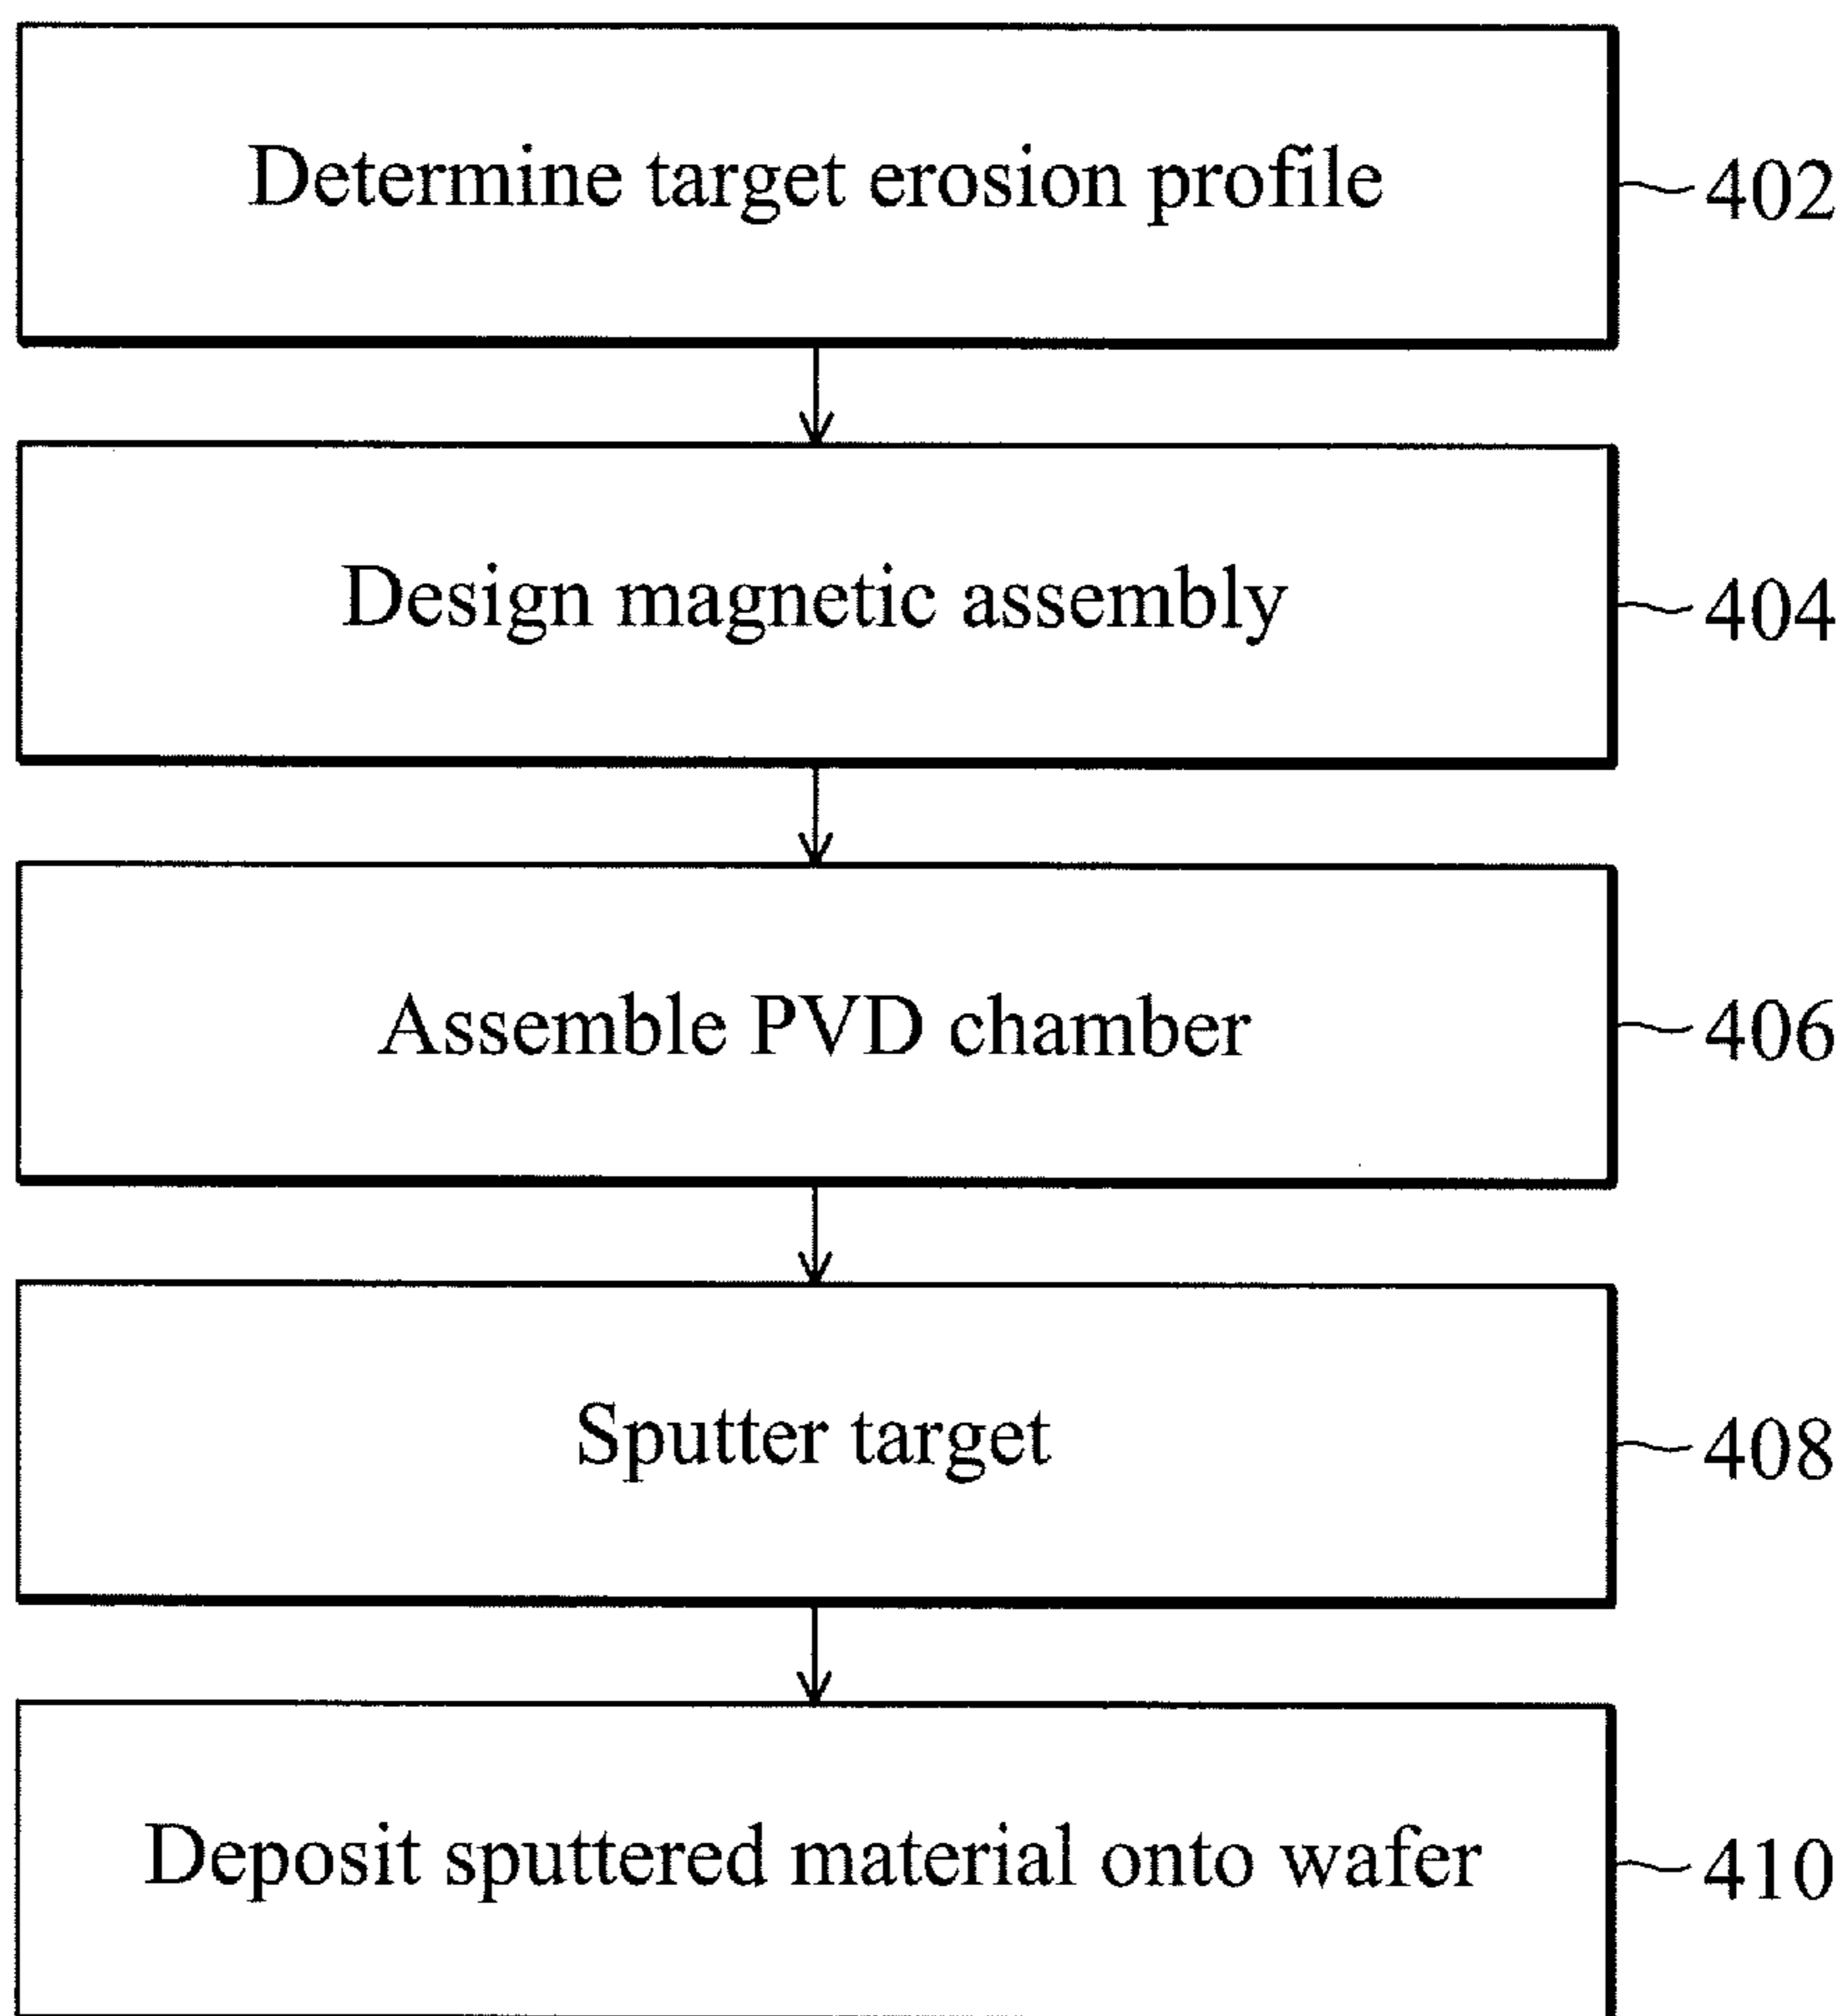 Determine target erosion profile
402
Design magnetic assembly
404
Assemble PVD chamber
406
Sputter target
408
Deposit sputtered material onto wafer
410